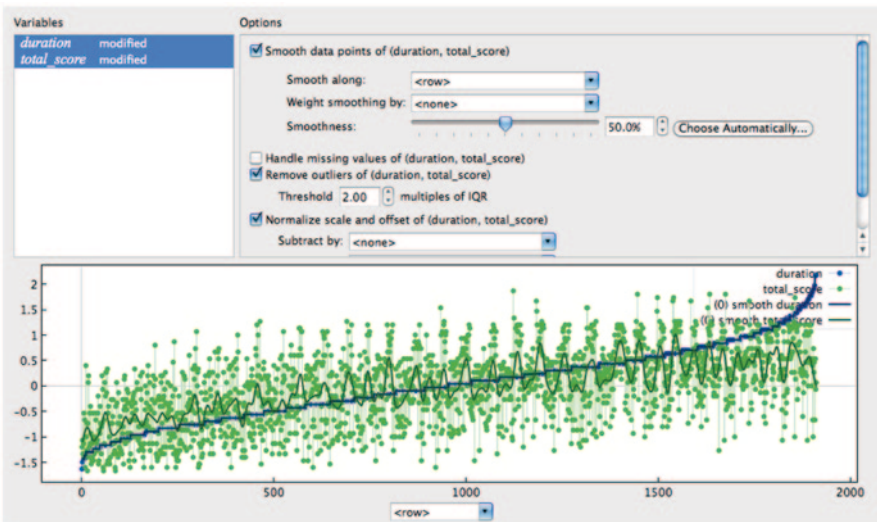 Variables
duration modified
total_score modified
Options
Smooth data points of (duration, total_score)
Smooth along: <row>
Weight smoothing by: <none>
Smoothness: 50.0% Choose Automatically...
Handle missing values of (duration, total_score)
Remove outliers of (duration, total_score)
Threshold 2.00 multiples of IQR
Normalize scale and offset of (duration, total_score)
Subtract by: <none>
duration
total_score
(0) smooth duration
smooth total_score
2
1.5
1
0.5
0
-0.5
-1
-1.5
0 500 1000 1500 2000
<row>